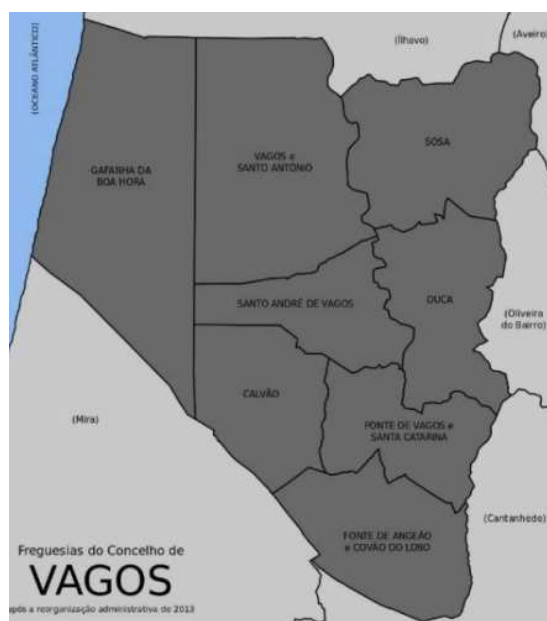 (OCEANO ATLÂNTICO)
(Ílhavo)
(Aveiro)
SOSA
VAGOS e
SANTO ANTÓNIO
GAFANHA DA
BOA HORA
SANTO ANDRÉ DE VAGOS
OUCA
(Oliveira
do Bairro)
CALVÃO
(Mira)
PONTE DE VAGOS e
SANTA CATARINA
(Cantanhede)
FONTE DE ANGEÃO
e COVÃO DO LOBO
Freguesias do Concelho de
VAGOS
após a reorganização administrativa de 2013